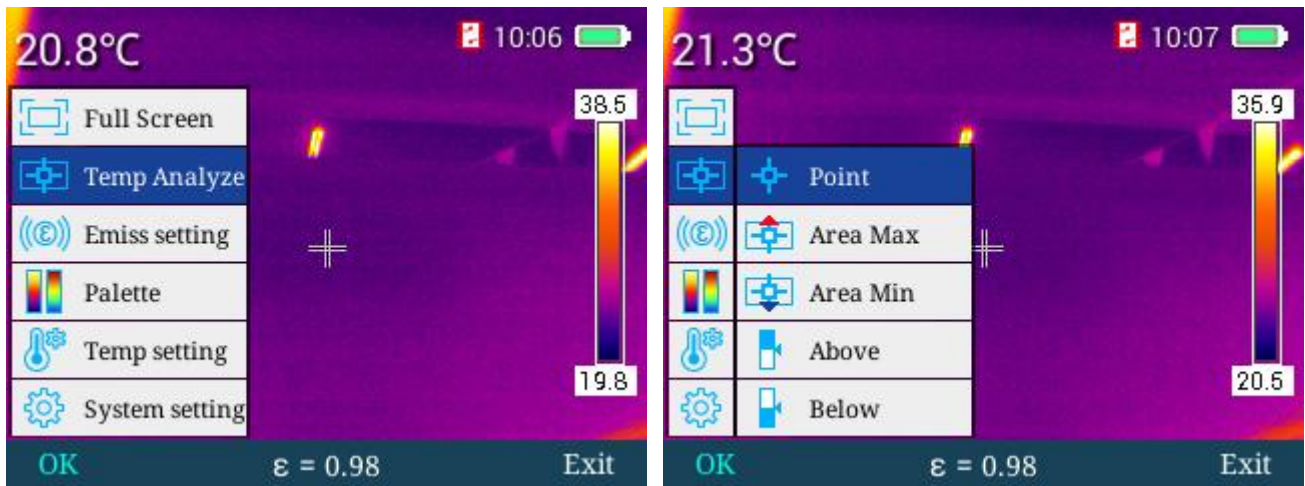 20.8°C
10:06
Full Screen
Temp Analyze
Emiss setting
Palette
Temp setting
System setting
38.5
19.8
OK
ε = 0.98
Exit
21.3°C
10:07
Point
Area Max
Area Min
Above
Below
35.9
20.5
OK
ε = 0.98
Exit